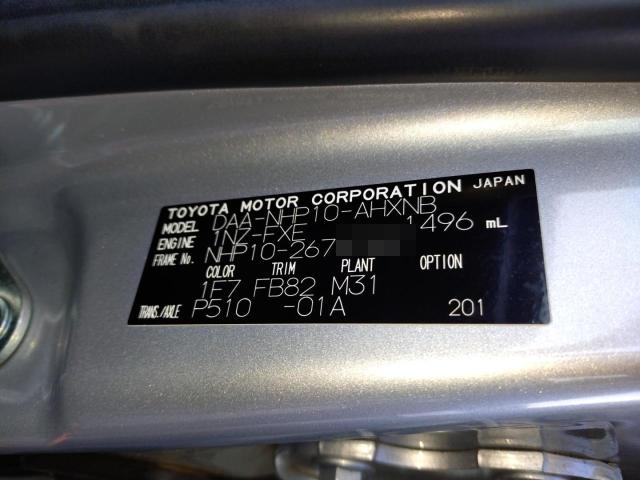 TOYOTA MOTOR CORPORATION JAPAN
MODEL DAA-NHP10-AHXNB
ENGINE 1NZ-FXE 1496 mL
FRAME No. NHP10-267
COLOR TRIM PLANT OPTION
1F7 FB82 M31
TRANS./AXLE P510 -01A 201